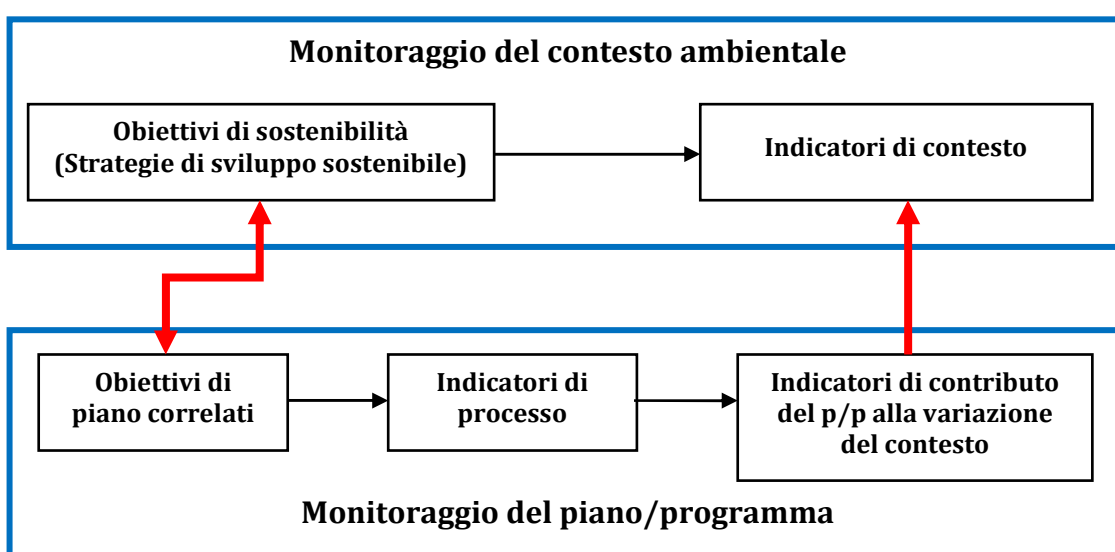 Monitoraggio del contesto ambientale
Obiettivi di sostenibilità
(Strategie di sviluppo sostenibile)
Indicatori di contesto
Obiettivi di
piano correlati
Indicatori di
processo
Indicatori di contributo
del p/p alla variazione
del contesto
Monitoraggio del piano/programma